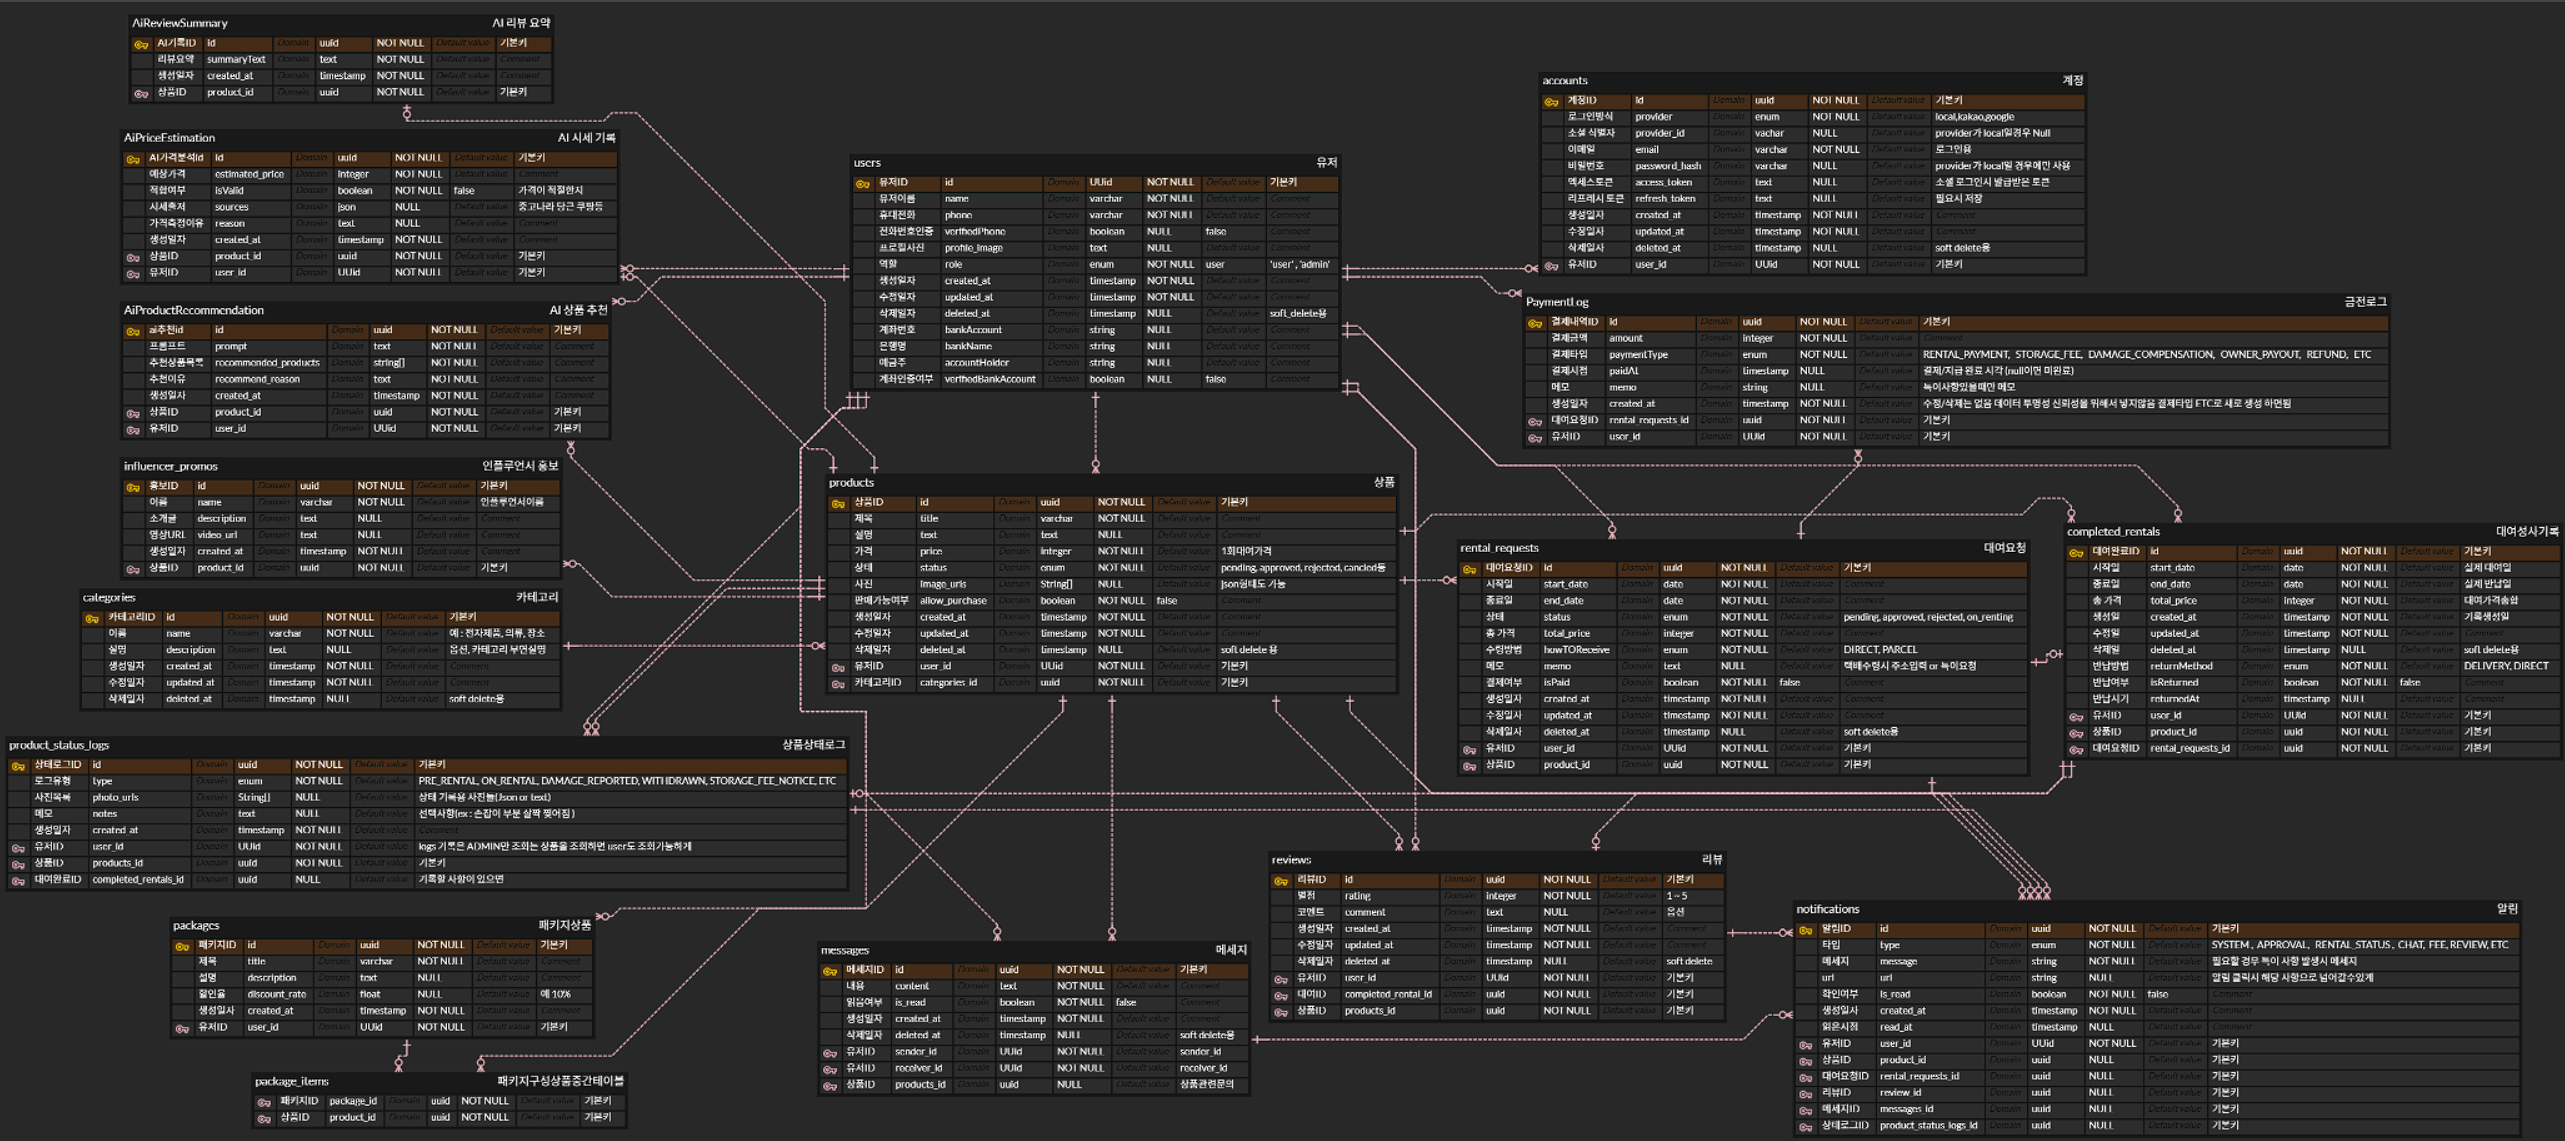 AiReviewSummary AI 리뷰 요약
AI기록ID id Domain uuid NOT NULL Default value 기본키
리뷰요약 summaryText Domain text NOT NULL Default value Comment
생성일자 created_at Domain timestamp NOT NULL Default value Comment
상품ID product_id Domain uuid NOT NULL Default value 기본키
AiPriceEstimation AI 시세 기록
AI가격분석id id Domain uuid NOT NULL Default value 기본키
예상가격 estimated_price Domain integer NOT NULL Default value Comment
적합여부 isValid Domain boolean NOT NULL false 가격이 적절한지
시세출처 sources Domain json NULL Default value 중고나라 당근 쿠팡등
가격측정이유 reason Domain text NULL Default value Comment
생성일자 created_at Domain timestamp NOT NULL Default value Comment
상품ID product_id Domain uuid NOT NULL Default value 기본키
유저ID user_id Domain UUid NOT NULL Default value 기본키
AiProductRecommendation AI 상품 추천
ai추천id id Domain uuid NOT NULL Default value 기본키
프롬프트 prompt Domain text NOT NULL Default value Comment
추천상품목록 recommended_products Domain string[] NOT NULL Default value Comment
추천이유 recommend_reason Domain text NOT NULL Default value Comment
생성일자 created_at Domain timestamp NOT NULL Default value Comment
상품ID product_id Domain uuid NOT NULL Default value 기본키
유저ID user_id Domain UUid NOT NULL Default value 기본키
influencer_promos 인플루언서 홍보
홍보ID id Domain uuid NOT NULL Default value 기본키
이름 name Domain varchar NOT NULL Default value 인플루언서이름
소개글 description Domain text NULL Default value Comment
영상URL video_url Domain text NULL Default value Comment
생성일자 created_at Domain timestamp NOT NULL Default value Comment
상품ID product_id Domain uuid NOT NULL Default value 기본키
categories 카테고리
카테고리ID id Domain uuid NOT NULL Default value 기본키
이름 name Domain varchar NOT NULL Default value 예 : 전자제품, 의류, 장소
설명 description Domain text NULL Default value 옵션, 카테고리 부연설명
생성일자 created_at Domain timestamp NOT NULL Default value Comment
수정일자 updated_at Domain timestamp NOT NULL Default value Comment
삭제일자 deleted_at Domain timestamp NULL Default value soft delete용
product_status_logs 상품상태로그
상태로그ID id Domain uuid NOT NULL Default value 기본키
로그유형 type Domain enum NOT NULL Default value PRE_RENTAL, ON_RENTAL, DAMAGE_REPORTED, WITHDRAWN, STORAGE_FEE_NOTICE, ETC
사진목록 photo_urls Domain String[] NULL Default value 상태 기록용 사진들(Json or text)
메모 notes Domain text NULL Default value 선택사항(ex : 손잡이 부분 살짝 찢어짐 )
생성일자 created_at Domain timestamp NOT NULL Default value Comment
유저ID user_id Domain UUid NOT NULL Default value logs 기록은 ADMIN만 조회는 상품을 조회하면 user도 조회가능하게
상품ID products_id Domain uuid NOT NULL Default value 기본키
대여완료ID completed_rentals_id Domain uuid NULL Default value 기록할 사항이 있으면
packages 패키지상품
패키지ID id Domain uuid NOT NULL Default value 기본키
제목 title Domain varchar NOT NULL Default value Comment
설명 description Domain text NULL Default value Comment
할인율 discount_rate Domain float NULL Default value 예 10%
생성일자 created_at Domain timestamp NOT NULL Default value Comment
유저ID user_id Domain UUid NOT NULL Default value 기본키
package_items 패키지구성상품중간테이블
패키지ID package_id Domain uuid NOT NULL Default value 기본키
상품ID product_id Domain uuid NOT NULL Default value 기본키
users 유저
유저ID id Domain UUid NOT NULL Default value 기본키
유저이름 name Domain varchar NOT NULL Default value Comment
휴대전화 phone Domain varchar NOT NULL Default value Comment
전화번호인증 verifiedPhone Domain boolean NULL false Comment
프로필사진 profile_image Domain text NULL Default value Comment
역할 role Domain enum NOT NULL user 'user' , 'admin'
생성일자 created_at Domain timestamp NOT NULL Default value Comment
수정일자 updated_at Domain timestamp NOT NULL Default value Comment
삭제일자 deleted_at Domain timestamp NULL Default value soft_delete용
계좌번호 bankAccount Domain string NULL Default value Comment
은행명 bankName Domain string NULL Default value Comment
예금주 accountHolder Domain string NULL Default value Comment
계좌인증여부 verifiedBankAccount Domain boolean NULL false Comment
products 상품
상품ID id Domain uuid NOT NULL Default value 기본키
제목 title Domain varchar NOT NULL Default value Comment
설명 text Domain text NULL Default value Comment
가격 price Domain integer NOT NULL Default value 1회대여가격
상태 status Domain enum NOT NULL Default value pending, approved, rejected, cancled등
사진 image_urls Domain String[] NULL Default value json형태도 가능
판매가능여부 allow_purchase Domain boolean NOT NULL false Comment
생성일자 created_at Domain timestamp NOT NULL Default value Comment
수정일자 updated_at Domain timestamp NOT NULL Default value Comment
삭제일자 deleted_at Domain timestamp NULL Default value soft delete 용
유저ID user_id Domain UUid NOT NULL Default value 기본키
카테고리ID categories_id Domain uuid NOT NULL Default value 기본키
messages 메세지
메세지ID id Domain uuid NOT NULL Default value 기본키
내용 content Domain text NOT NULL Default value Comment
읽음여부 is_read Domain boolean NOT NULL false Comment
생성일자 created_at Domain timestamp NOT NULL Default value Comment
삭제일자 deleted_at Domain timestamp NULL Default value soft delete용
유저ID sender_id Domain UUid NOT NULL Default value sender_id
유저ID receiver_id Domain UUid NOT NULL Default value receiver_id
상품ID products_id Domain uuid NULL Default value 상품관련문의
accounts 계정
계정ID id Domain uuid NOT NULL Default value 기본키
로그인방식 provider Domain enum NOT NULL Default value local,kakao,google
소셜 식별자 provider_id Domain vachar NULL Default value provider가 local일경우 Null
이메일 email Domain varchar NOT NULL Default value 로그인용
비밀번호 password_hash Domain varchar NULL Default value provider가 local일 경우에만 사용
엑세스토큰 access_token Domain text NULL Default value 소셜 로그인시 발급받은 토큰
리프레시 토큰 refresh_token Domain text NULL Default value 필요시 저장
생성일자 created_at Domain timestamp NOT NULL Default value Comment
수정일자 updated_at Domain timestamp NOT NULL Default value Comment
삭제일자 deleted_at Domain timestamp NULL Default value soft delete용
유저ID user_id Domain UUid NOT NULL Default value 기본키
PaymentLog 금전로그
결제내역ID id Domain uuid NOT NULL Default value 기본키
결제금액 amount Domain integer NOT NULL Default value Comment
결제타입 paymentType Domain enum NOT NULL Default value RENTAL_PAYMENT, STORAGE_FEE, DAMAGE_COMPENSATION, OWNER_PAYOUT, REFUND, ETC
결제시점 paidAt Domain timestamp NULL Default value 결제/지급 완료 시각 (null이면 미완료)
메모 memo Domain string NULL Default value 특이사항있을때만 메모
생성일자 created_at Domain timestamp NOT NULL Default value 수정/삭제는 없음 데이터 투명성 신뢰성을 위해서 넣지않음 결제타입 ETC로 새로 생성 하면됨
대여요청ID rental_requests_id Domain uuid NOT NULL Default value 기본키
유저ID user_id Domain UUid NOT NULL Default value 기본키
rental_requests 대여요청
대여요청ID id Domain uuid NOT NULL Default value 기본키
시작일 start_date Domain date NOT NULL Default value Comment
종료일 end_date Domain date NOT NULL Default value Comment
상태 status Domain enum NOT NULL Default value pending, approved, rejected, on_renting
총 가격 total_price Domain integer NOT NULL Default value Comment
수령방법 howTOReceive Domain enum NOT NULL Default value DIRECT, PARCEL
메모 memo Domain text NULL Default value 택배수령시 주소입력 or 특이요청
결제여부 isPaid Domain boolean NOT NULL false Comment
생성일자 created_at Domain timestamp NOT NULL Default value Comment
수정일자 updated_at Domain timestamp NOT NULL Default value Comment
삭제일자 deleted_at Domain timestamp NULL Default value soft delete용
유저ID user_id Domain UUid NOT NULL Default value 기본키
상품ID product_id Domain uuid NOT NULL Default value 기본키
completed_rentals 대여성사기록
대여완료ID id Domain uuid NOT NULL Default value 기본키
시작일 start_date Domain date NOT NULL Default value 실제 대여일
종료일 end_date Domain date NOT NULL Default value 실제 반납일
총 가격 total_price Domain integer NOT NULL Default value 대여가격총합
생성일 created_at Domain timestamp NOT NULL Default value 기록생성일
수정일 updated_at Domain timestamp NOT NULL Default value Comment
삭제일 deleted_at Domain timestamp NULL Default value soft delete용
반납방법 returnMethod Domain enum NOT NULL Default value DELIVERY, DIRECT
반납여부 isReturned Domain boolean NOT NULL false Comment
반납시기 returnedAt Domain timestamp NULL Default value Comment
유저ID user_id Domain UUid NOT NULL Default value 기본키
상품ID product_id Domain uuid NOT NULL Default value 기본키
대여요청ID rental_requests_id Domain uuid NOT NULL Default value 기본키
reviews 리뷰
리뷰ID id Domain uuid NOT NULL Default value 기본키
별점 rating Domain integer NOT NULL Default value 1 ~ 5
코멘트 comment Domain text NULL Default value 옵션
생성일자 created_at Domain timestamp NOT NULL Default value Comment
수정일자 updated_at Domain timestamp NOT NULL Default value Comment
삭제일자 deleted_at Domain timestamp NULL Default value soft delete
유저ID user_id Domain UUid NOT NULL Default value 기본키
대여ID completed_rental_id Domain uuid NOT NULL Default value 기본키
상품ID products_id Domain uuid NOT NULL Default value 기본키
notifications 알림
알림ID id Domain uuid NOT NULL Default value 기본키
타입 type Domain enum NOT NULL Default value SYSTEM , APPROVAL, RENTAL_STATUS , CHAT, FEE, REVIEW, ETC
메세지 message Domain string NOT NULL Default value 필요할 경우 특이 사항 발생시 메세지
url url Domain string NULL Default value 알림 클릭시 해당 사항으로 넘어갈수있게
확인여부 is_read Domain boolean NOT NULL false Comment
생성일자 created_at Domain timestamp NOT NULL Default value Comment
읽은시점 read_at Domain timestamp NULL Default value Comment
유저ID user_id Domain UUid NOT NULL Default value 기본키
상품ID product_id Domain uuid NULL Default value 기본키
대여요청ID rental_requests_id Domain uuid NULL Default value 기본키
리뷰ID review_id Domain uuid NULL Default value 기본키
메세지ID messages_id Domain uuid NULL Default value 기본키
상태로그ID product_status_logs_id Domain uuid NULL Default value 기본키